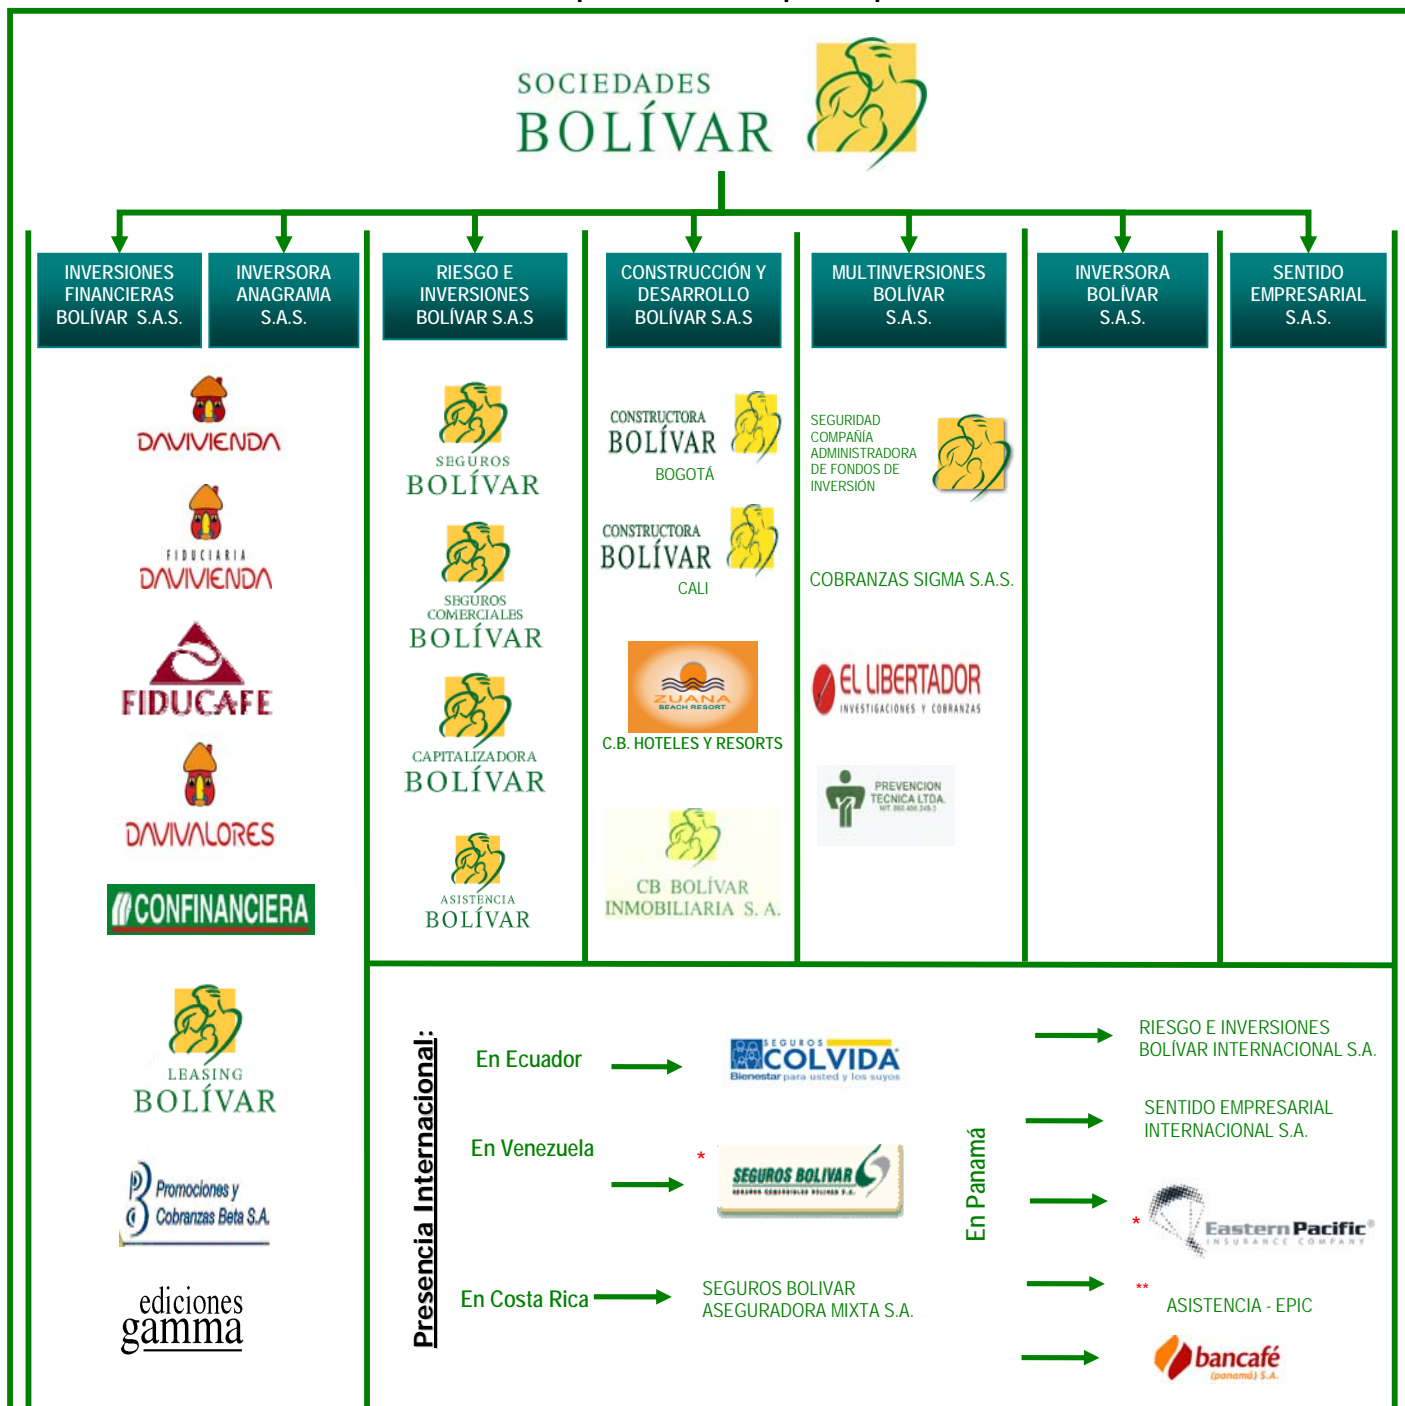 SOCIEDADES
BOLÍVAR
INVERSIONES
FINANCIERAS
BOLÍVAR S.A.S.
INVERSORA
ANAGRAMA
S.A.S.
RIESGO E
INVERSIONES
BOLÍVAR S.A.S
CONSTRUCCIÓN Y
DESARROLLO
BOLÍVAR S.A.S
MULTINVERSIONES
BOLÍVAR
S.A.S.
INVERSORA
BOLÍVAR
S.A.S.
SENTIDO
EMPRESARIAL
S.A.S.
DAVIVIENDA
FIDUCIARIA
DAVIVIENDA
FIDUCAFE
DAVIVALORES
CONFINANCIERA
LEASING
BOLÍVAR
Promociones y
Cobranzas Beta S.A.
ediciones
gamma
SEGUROS
BOLÍVAR
SEGUROS
COMERCIALES
BOLÍVAR
CAPITALIZADORA
BOLÍVAR
ASISTENCIA
BOLÍVAR
CONSTRUCTORA
BOLÍVAR
BOGOTÁ
CONSTRUCTORA
BOLÍVAR
CALI
ZUANA
BEACH RESORT
C.B. HOTELES Y RESORTS
CB BOLÍVAR
INMOBILIARIA S. A.
SEGURIDAD
COMPAÑÍA
ADMINISTRADORA
DE FONDOS DE
INVERSIÓN
COBRANZAS SIGMA S.A.S.
EL LIBERTADOR
INVESTIGACIONES Y COBRANZAS
PREVENCION
TECNICA LTDA.
Presencia Internacional:
En Ecuador
SEGUROS
COLVIDA
Bienestar para usted y los suyos
En Venezuela
*
SEGUROS BOLIVAR
En Costa Rica
SEGUROS BOLIVAR
ASEGURADORA MIXTA S.A.
En Panamá
RIESGO E INVERSIONES
BOLÍVAR INTERNACIONAL S.A.
SENTIDO EMPRESARIAL
INTERNACIONAL S.A.
*
Eastern Pacific®
INSURANCE COMPANY
**
ASISTENCIA - EPIC
bancafé
(panamá) S.A.